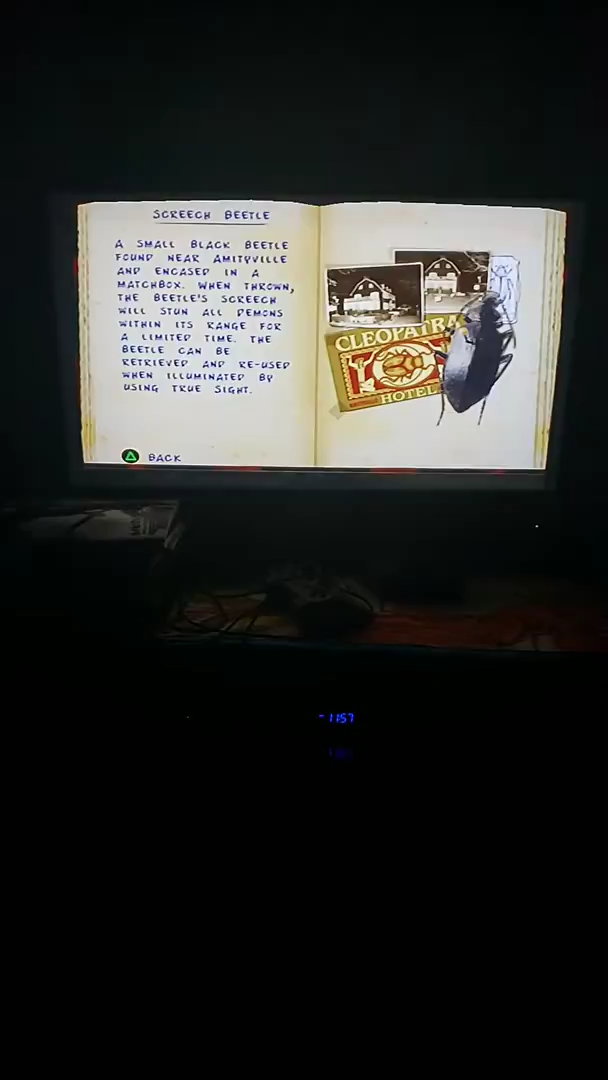 SCREECH BEETLE
A SMALL BLACK BEETLE
FOUND NEAR AMITYVILLE
AND ENCASED IN A
MATCHBOX. WHEN THROWN,
THE BEETLE'S SCREECH
WILL STUN ALL DEMONS
WITHIN ITS RANGE FOR
A LIMITED TIME. THE
BEETLE CAN BE
RETRIEVED AND RE-USED
WHEN ILLUMINATED BY
USING TRUE SIGHT.
BACK
CLEOPATRA
HOTEL
1157